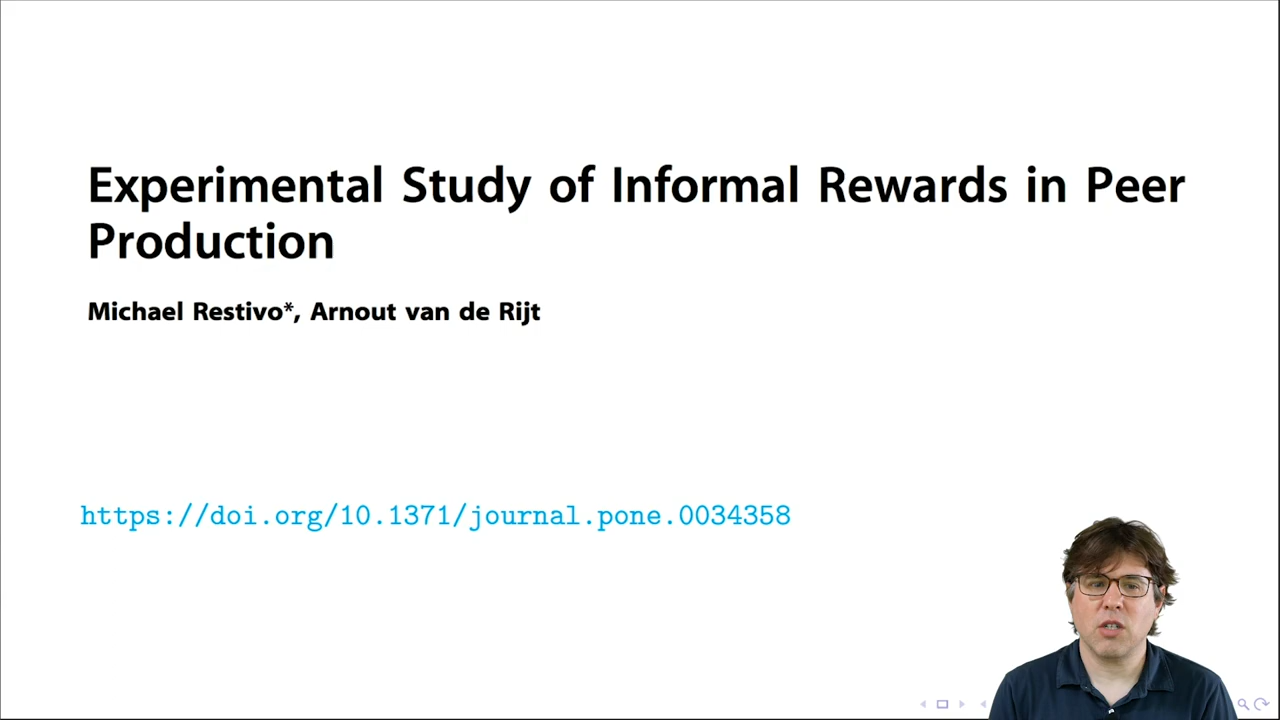 Experimental Study of Informal Rewards in Peer
Production
Michael Restivo*, Arnout van de Rijt
https://doi.org/10.1371/journal.pone.0034358